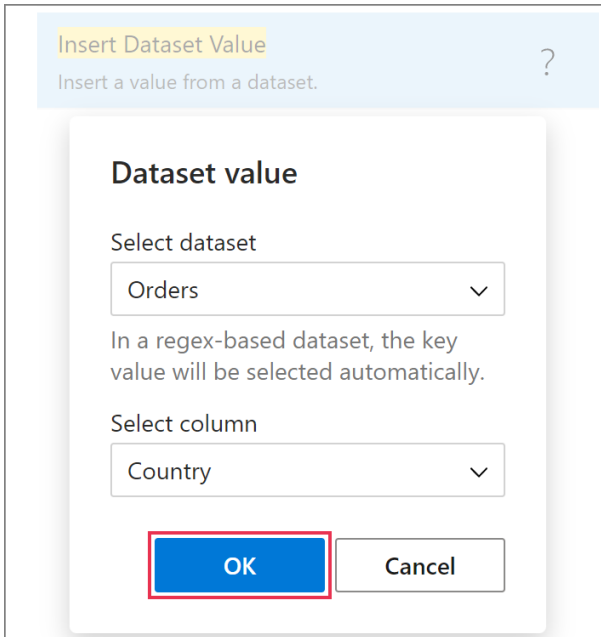 Insert Dataset Value
?
Insert a value from a dataset.
Dataset value
Select dataset
Orders
In a regex-based dataset, the key
value will be selected automatically.
Select column
Country
OK
Cancel